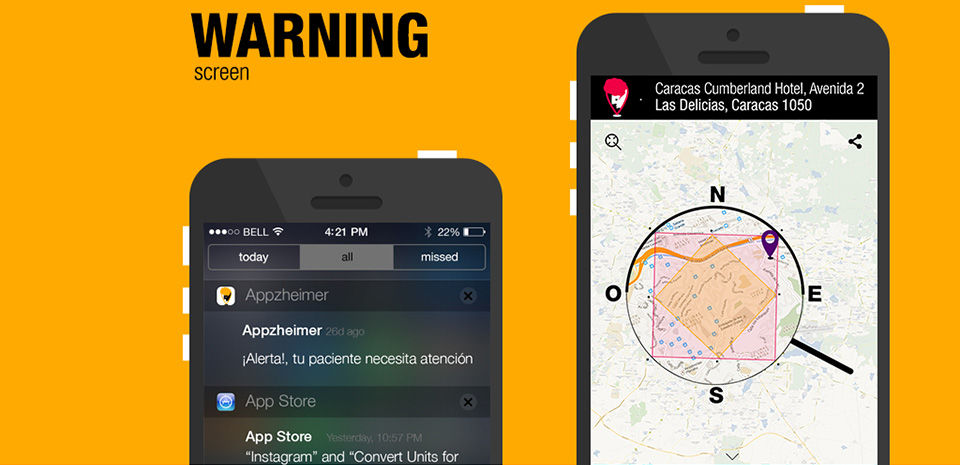 WARNING
screen
BELL
4:21 PM
22%
today
all
missed
Appzheimer
Appzheimer 26d ago
¡Alerta!, tu paciente necesita atención
App Store
App Store Yesterday, 10:57 PM
“Instagram” and “Convert Units for
Caracas Cumberland Hotel, Avenida 2
Las Delicias, Caracas 1050
N
O
E
S